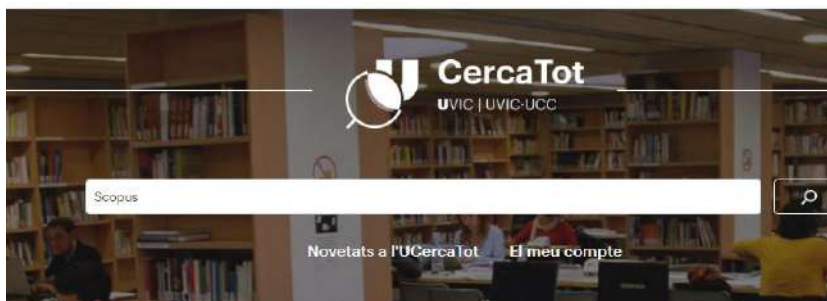 CercaTot
UVIC | UVIC·UCC
Scopus
Novetats a l'UCercaTot
El meu compte